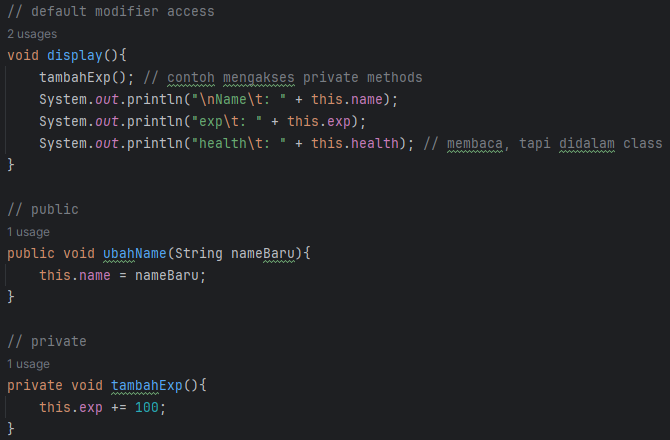 // default modifier access
2 usages
void display(){
    tambahExp(); // contoh mengakses private methods
    System.out.println("\nName\t: " + this.name);
    System.out.println("exp\t: " + this.exp);
    System.out.println("health\t: " + this.health); // membaca, tapi didalam class
}
// public
1 usage
public void ubahName(String nameBaru){
    this.name = nameBaru;
}
// private
1 usage
private void tambahExp(){
    this.exp += 100;
}